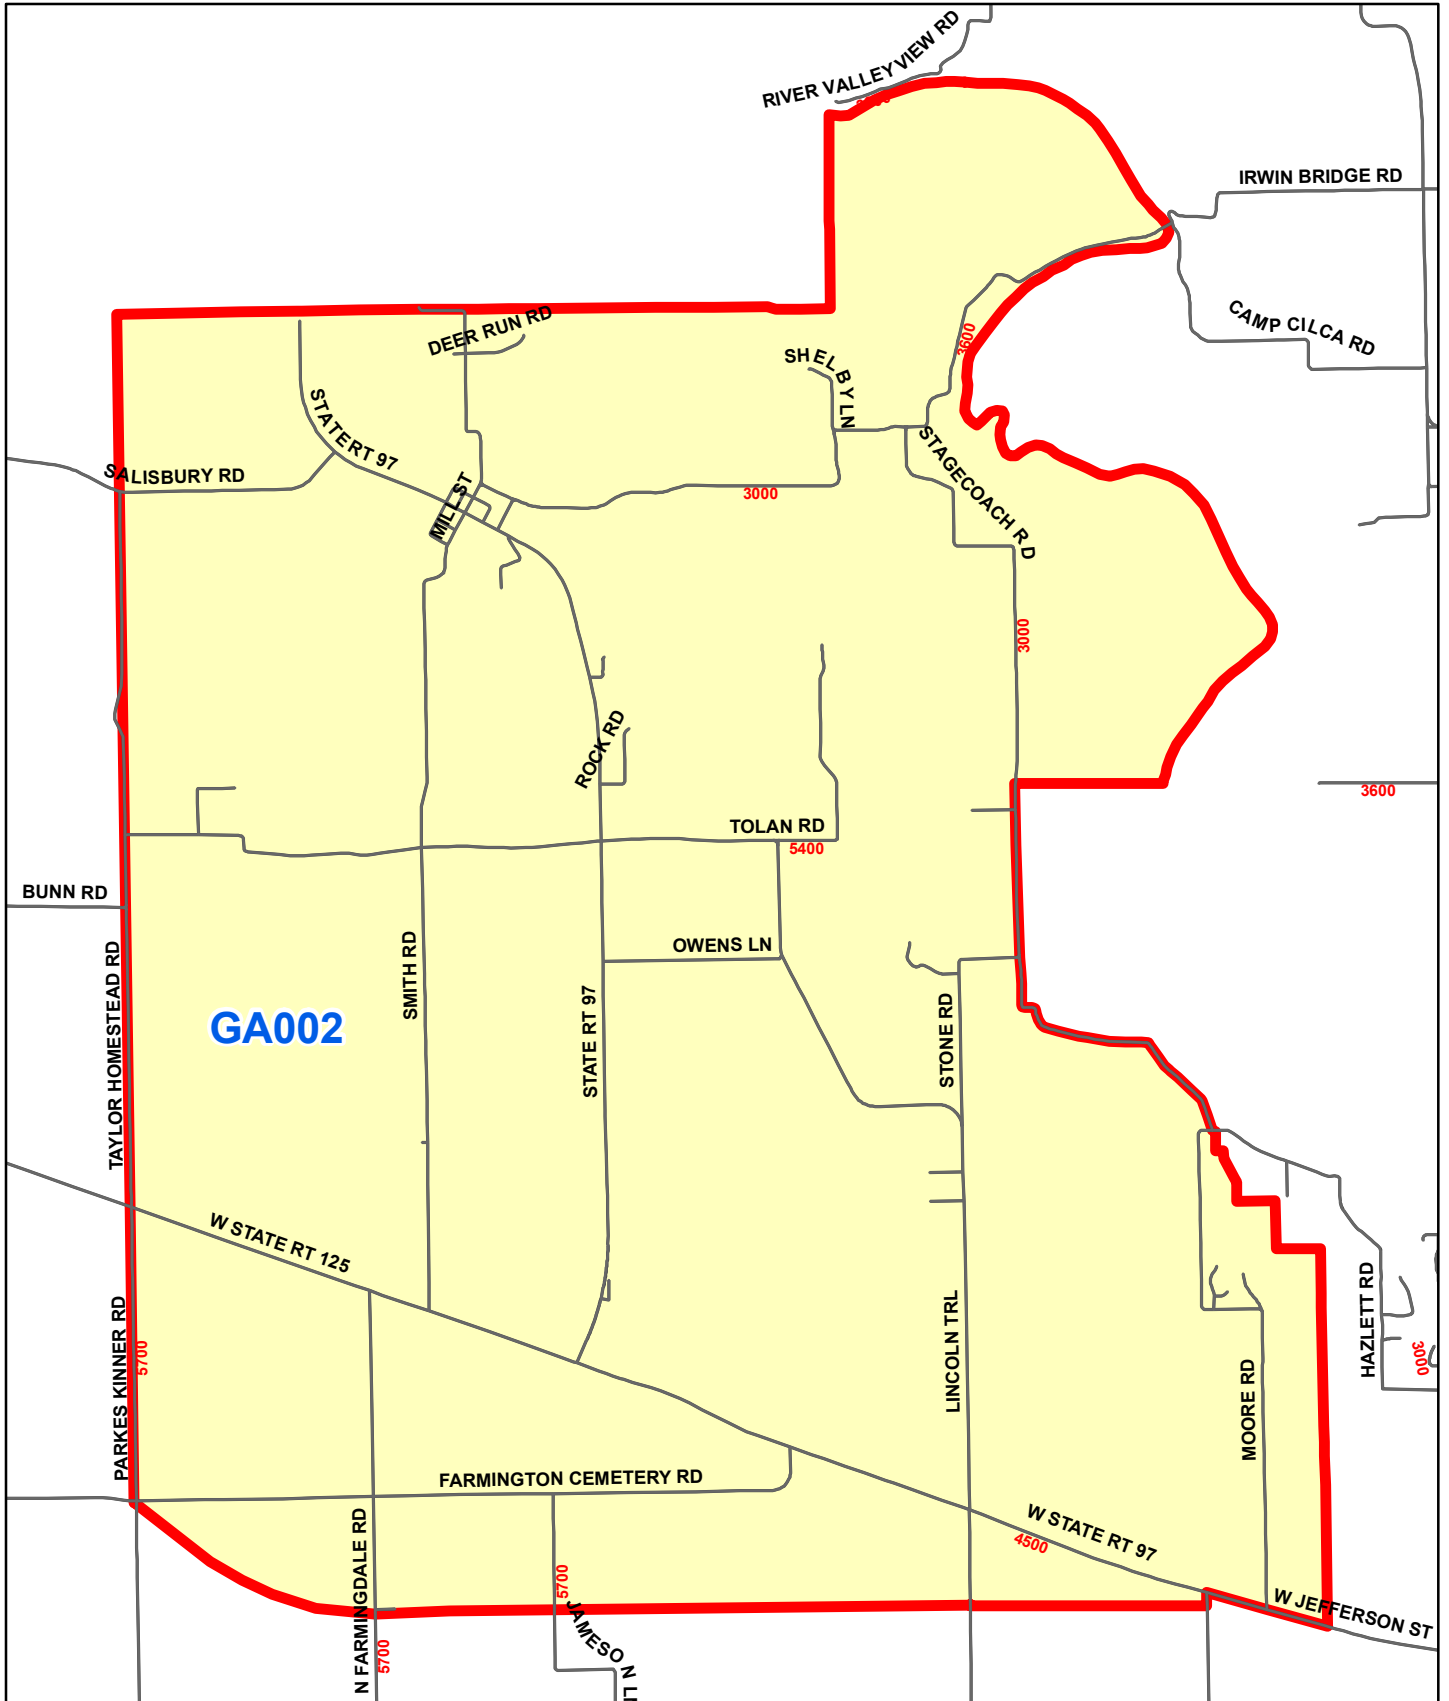 RIVER VALLEY VIEW RD
IRWIN BRIDGE RD
CAMP CILCA RD
DEER RUN RD
3600
SHELBY LN
STATE RT 97
STAGECOACH RD
SALISBURY RD
MILL ST
3000
3000
ROCK RD
3600
TOLAN RD
5400
BUNN RD
OWENS LN
TAYLOR HOMESTEAD RD
SMITH RD
GA002
STATE RT 97
STONE RD
W STATE RT 125
PARKES KINNER RD
5700
LINCOLN TRL
HAZLETT RD
3000
MOORE RD
FARMINGTON CEMETERY RD
W STATE RT 97
4500
N FARMINGDALE RD
5700
5700
JAMESON
W JEFFERSON ST